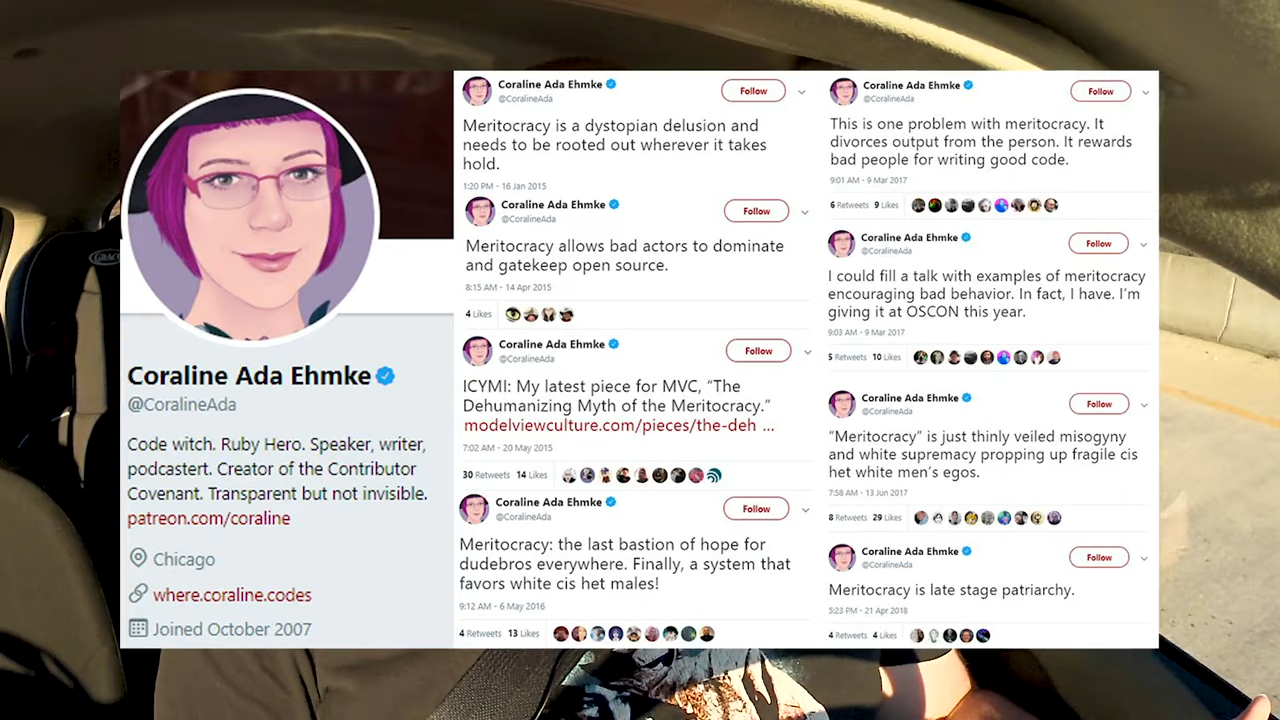 GRACO
Coraline Ada Ehmke
@CoralineAda
Code witch. Ruby Hero. Speaker, writer,
podcastert. Creator of the Contributor
Covenant. Transparent but not invisible.
patreon.com/coraline
Chicago
where.coraline.codes
Joined October 2007
Coraline Ada Ehmke
@CoralineAda
Follow
Meritocracy is a dystopian delusion and
needs to be rooted out wherever it takes
hold.
1:20 PM - 16 Jan 2015
Coraline Ada Ehmke
@CoralineAda
Follow
Meritocracy allows bad actors to dominate
and gatekeep open source.
8:15 AM - 14 Apr 2015
4 Likes
Coraline Ada Ehmke
@CoralineAda
Follow
ICYMI: My latest piece for MVC, “The
Dehumanizing Myth of the Meritocracy.”
modelviewculture.com/pieces/the-deh ...
7:02 AM - 20 May 2015
30 Retweets 14 Likes
Coraline Ada Ehmke
@CoralineAda
Follow
Meritocracy: the last bastion of hope for
dudebros everywhere. Finally, a system that
favors white cis het males!
9:12 AM - 6 May 2016
4 Retweets 13 Likes
Coraline Ada Ehmke
@CoralineAda
Follow
This is one problem with meritocracy. It
divorces output from the person. It rewards
bad people for writing good code.
9:01 AM - 9 Mar 2017
6 Retweets 9 Likes
Coraline Ada Ehmke
@CoralineAda
Follow
I could fill a talk with examples of meritocracy
encouraging bad behavior. In fact, I have. I’m
giving it at OSCON this year.
9:03 AM - 9 Mar 2017
5 Retweets 10 Likes
Coraline Ada Ehmke
@CoralineAda
Follow
“Meritocracy” is just thinly veiled misogyny
and white supremacy propping up fragile cis
het white men’s egos.
7:58 AM - 13 Jun 2017
8 Retweets 29 Likes
Coraline Ada Ehmke
@CoralineAda
Follow
Meritocracy is late stage patriarchy.
5:23 PM - 21 Apr 2018
4 Retweets 4 Likes